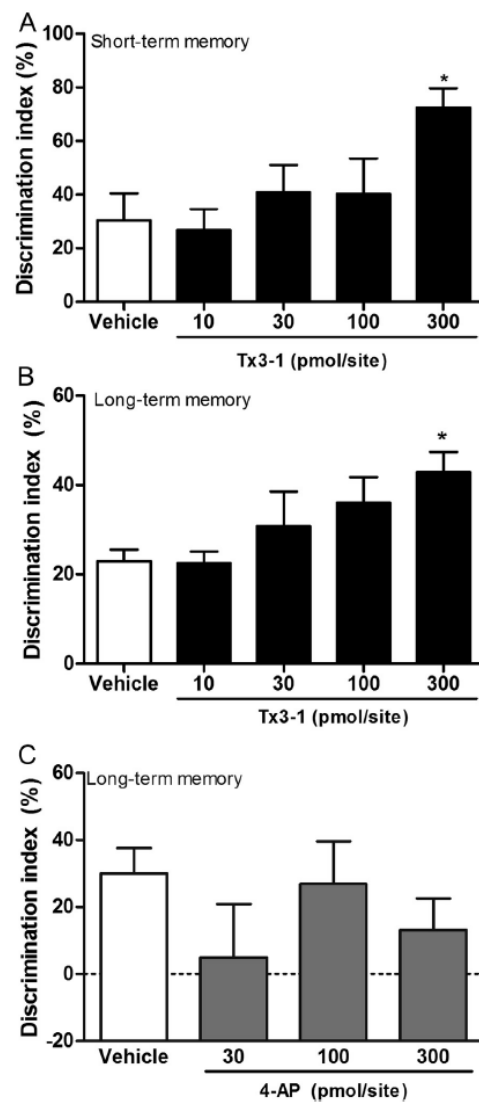 A
Short-term memory
Discrimination index (%)
100
80
60
40
20
0
*
Vehicle 10 30 100 300
Tx3-1 (pmol/site)
B
Long-term memory
Discrimination index (%)
60
40
20
0
*
Vehicle 10 30 100 300
Tx3-1 (pmol/site)
C
Long-term memory
Discrimination index (%)
60
40
20
0
-20
Vehicle 30 100 300
4-AP (pmol/site)